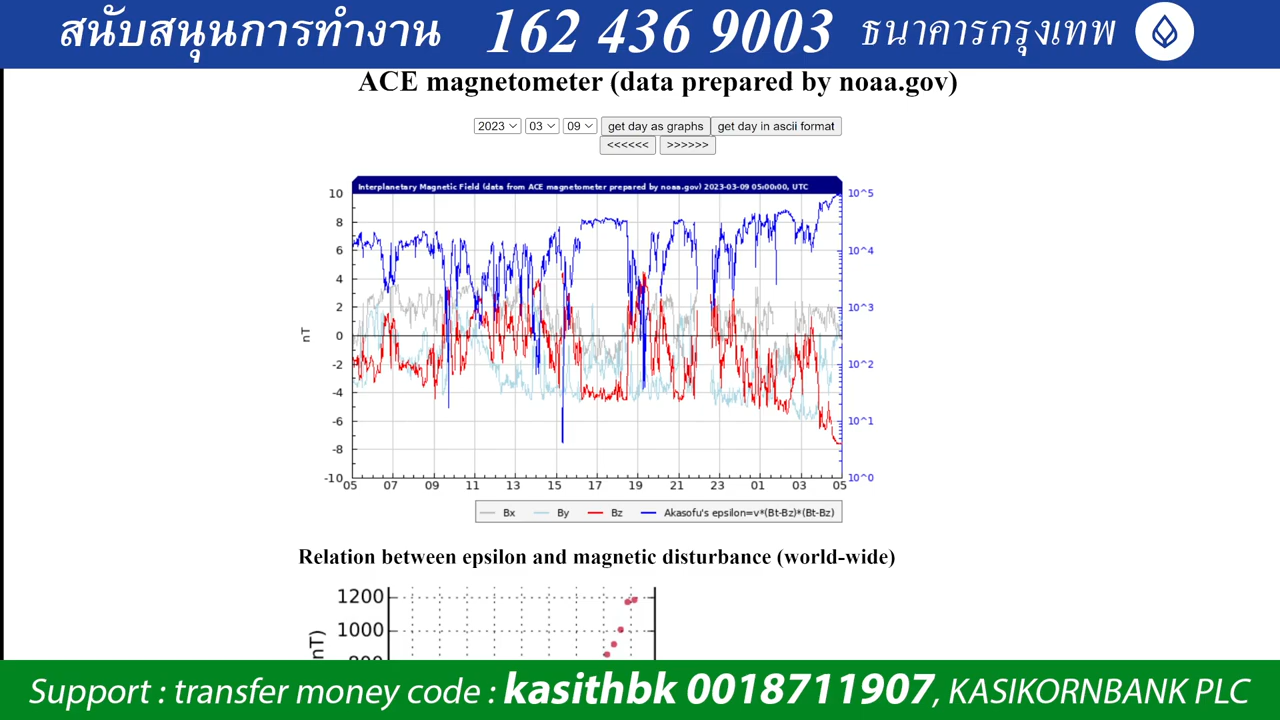 สนับสนุนการทำงาน 162 436 9003 ธนาคารกรุงเทพ
ACE magnetometer (data prepared by noaa.gov)
2023 03 09 get day as graphs get day in ascii format
<<<<<< >>>>>>
Interplanetary Magnetic Field (data from ACE magnetometer prepared by noaa.gov) 2023-03-09 05:00:00, UTC
10 10^5
8
6 10^4
4
2 10^3
nT
0
-2 10^2
-4
-6 10^1
-8
-10 10^0
05 07 09 11 13 15 17 19 21 23 01 03 05
Bx By Bz Akasofu's epsilon=v*(Bt-Bz)*(Bt-Bz)
Relation between epsilon and magnetic disturbance (world-wide)
1200
1000
nT)
800
Support : transfer money code : kasithbk 0018711907, KASIKORNBANK PLC